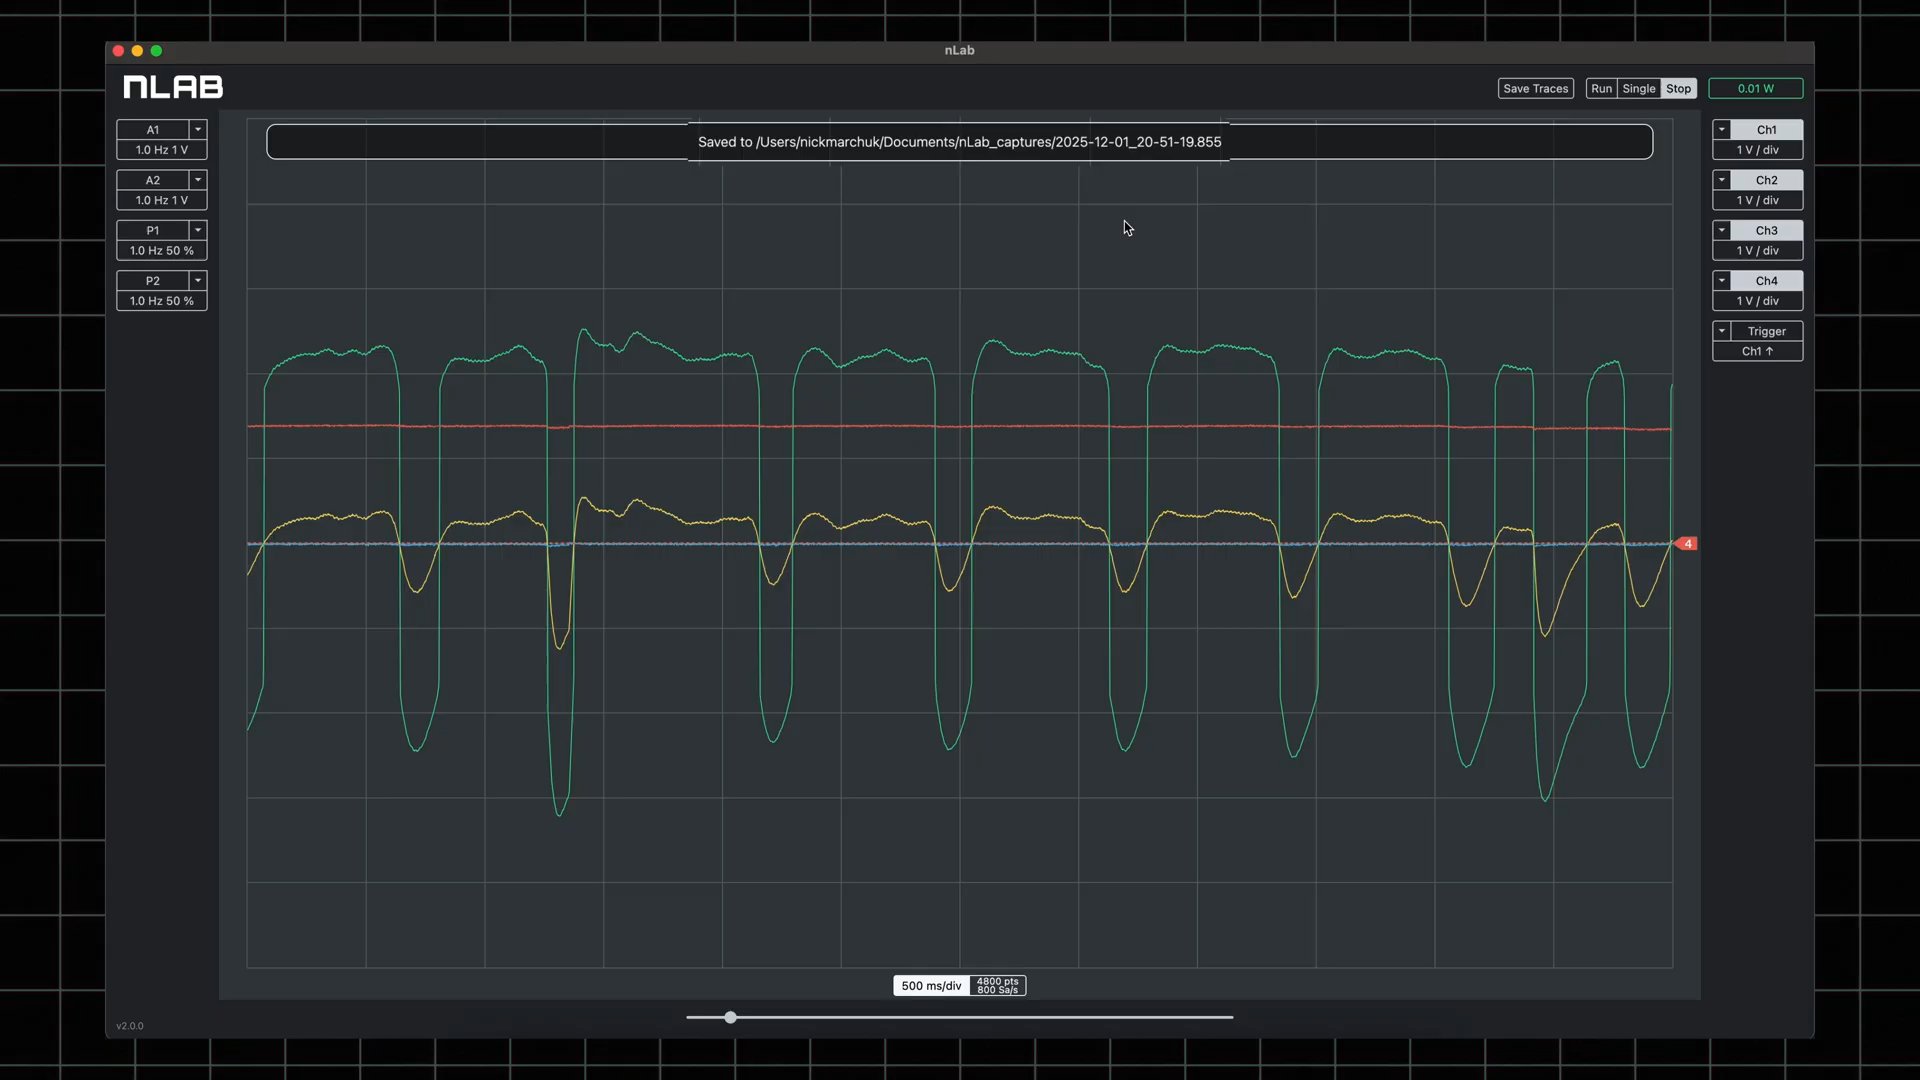 nLab
NLAB
Save Traces
Run Single Stop
0.01 W
A1
1.0 Hz 1 V
A2
1.0 Hz 1 V
P1
1.0 Hz 50 %
P2
1.0 Hz 50 %
Saved to /Users/nickmarchuk/Documents/nLab_captures/2025-12-01_20-51-19.855
Ch1
1 V / div
Ch2
1 V / div
Ch3
1 V / div
Ch4
1 V / div
Trigger
Ch1 ↑
4
500 ms/div
4800 pts
800 Sa/s
v2.0.0